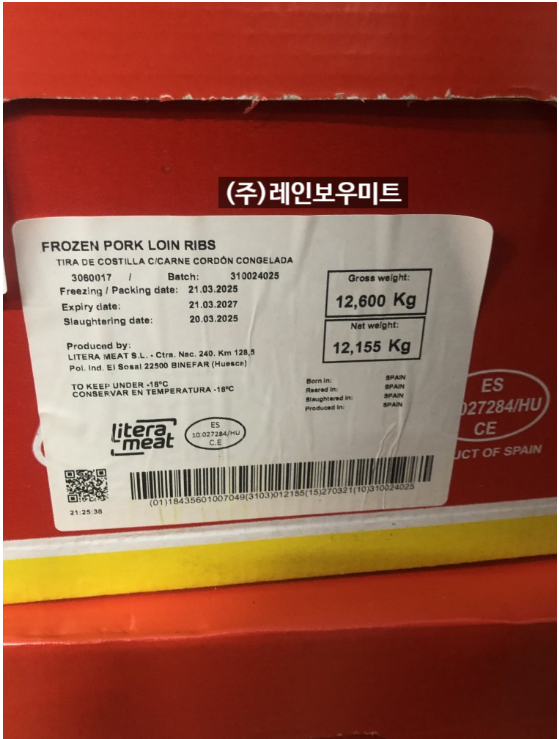 (주)레인보우미트
FROZEN PORK LOIN RIBS
TIRA DE COSTILLA C/CARNE CORDÓN CONGELADA
3060017 / Batch: 310024025
Freezing / Packing date: 21.03.2025
Expiry date: 21.03.2027
Slaughtering date: 20.03.2025
Gross weight:
12,600 Kg
Net weight:
12,155 Kg
Produced by:
LITERA MEAT S.L. - Ctra. Nac. 240, Km 128,5
Pol. Ind. El Sosal 22500 BINEFAR (Huesca)
TO KEEP UNDER -18ºC
CONSERVAR EN TEMPERATURA -18ºC
Born in: SPAIN
Reared in: SPAIN
Slaughtered in: SPAIN
Produced in: SPAIN
litera
meat
ES
10.027284/HU
C.E
ES
027284/HU
CE
UCT OF SPAIN
(01)18435601007049(3103)012155(15)270321(10)310024025
21:25:38